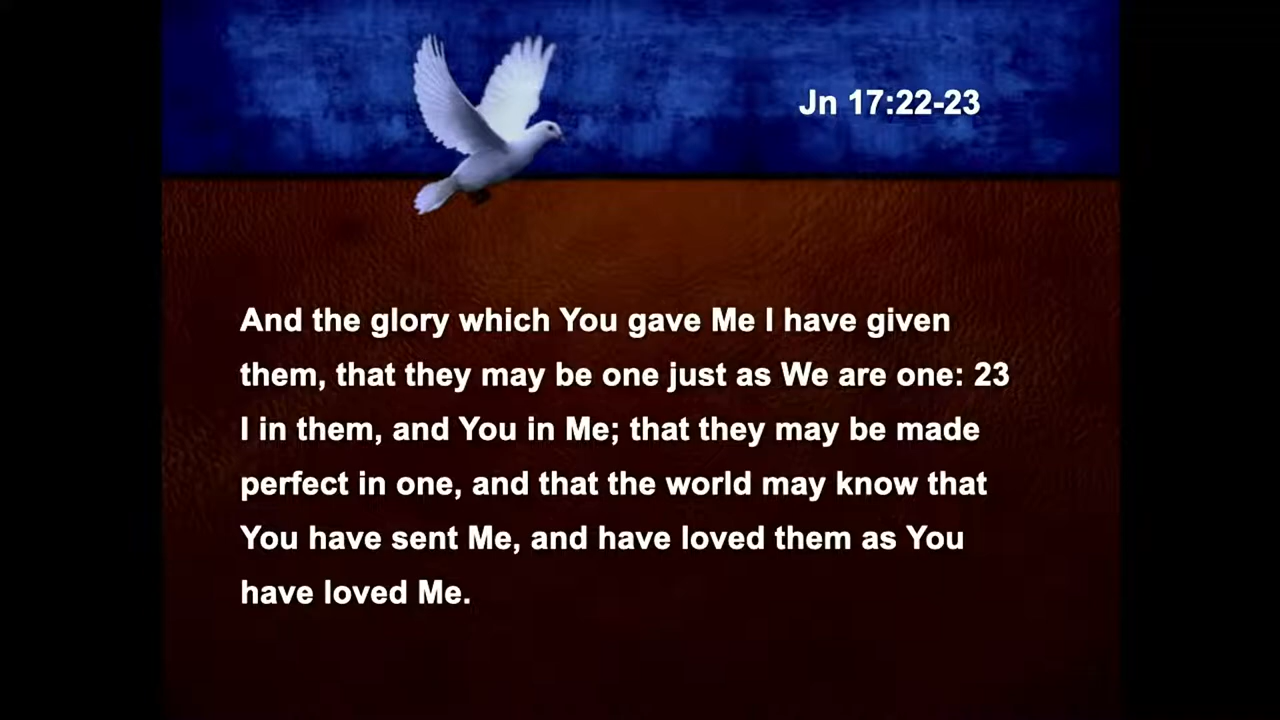 Jn 17:22-23
And the glory which You gave Me I have given
them, that they may be one just as We are one: 23
I in them, and You in Me; that they may be made
perfect in one, and that the world may know that
You have sent Me, and have loved them as You
have loved Me.